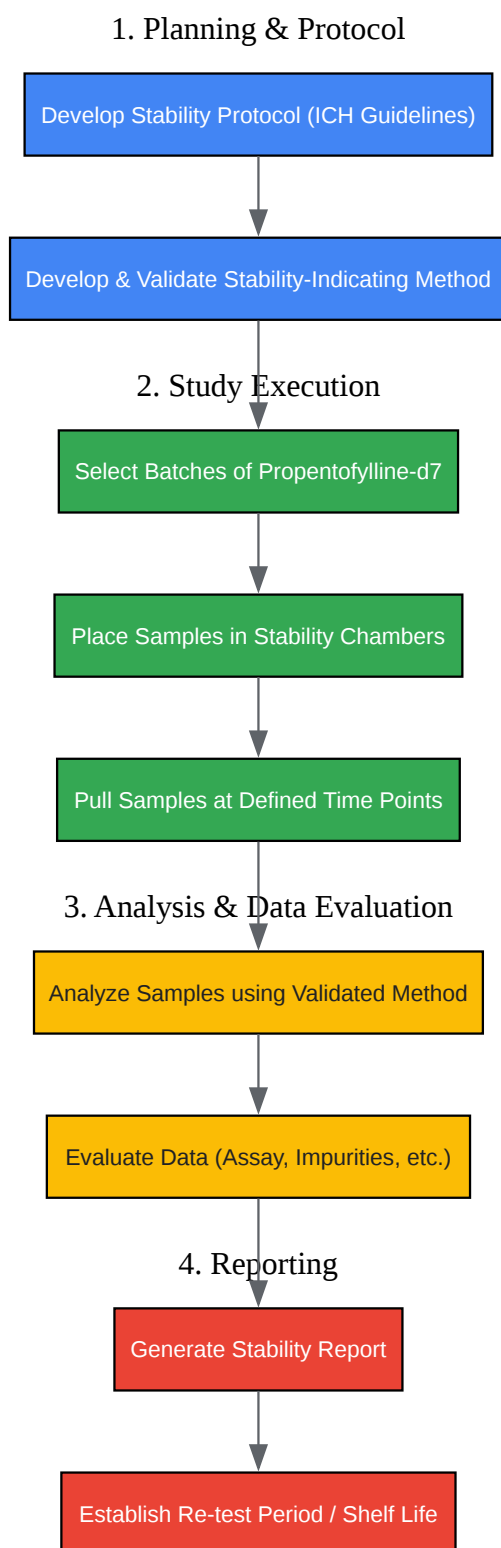 1. Planning & Protocol
Develop Stability Protocol (ICH Guidelines)
Develop & Validate Stability-Indicating Method
2. Study Execution
Select Batches of Propentofylline-d7
Place Samples in Stability Chambers
Pull Samples at Defined Time Points
3. Analysis & Data Evaluation
Analyze Samples using Validated Method
Evaluate Data (Assay, Impurities, etc.)
4. Reporting
Generate Stability Report
Establish Re-test Period / Shelf Life